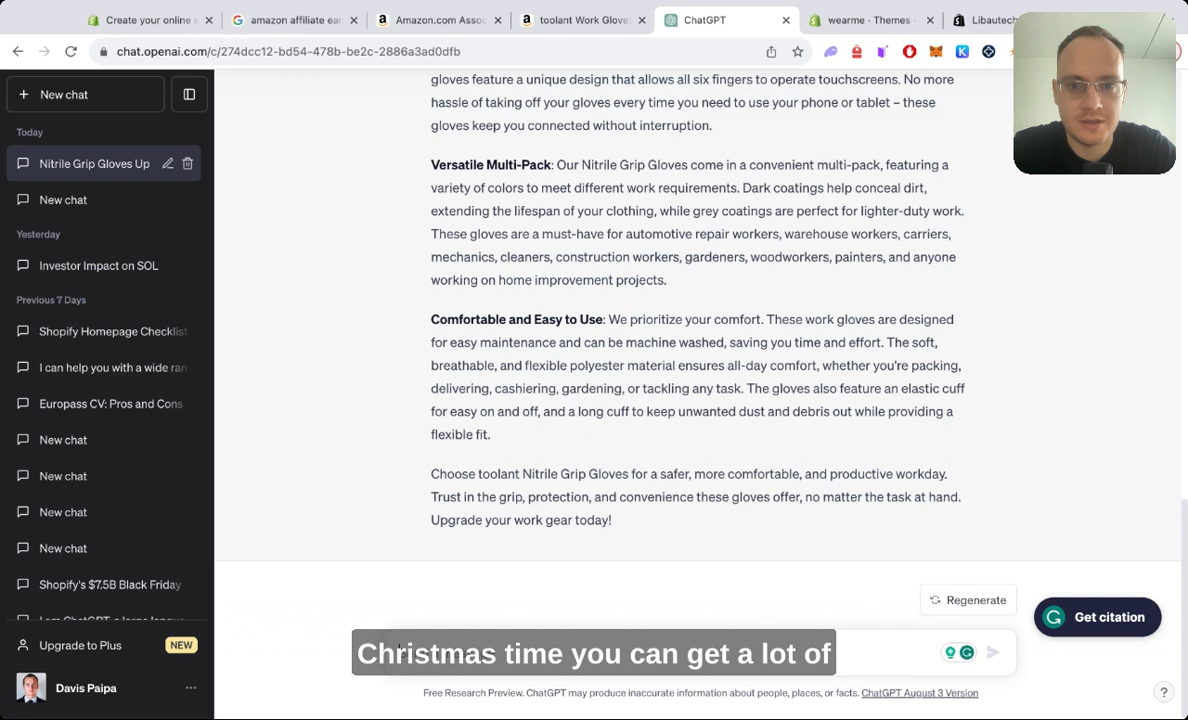 Create your online s
amazon affiliate ear
Amazon.com Assoc
toolant Work Gloves
ChatGPT
wearme · Themes ·
Libautech
chat.openai.com/c/274dcc12-bd54-478b-be2c-2886a3ad0dfb
New chat
Today
Nitrile Grip Gloves Up
New chat
Yesterday
Investor Impact on SOL
Previous 7 Days
Shopify Homepage Checklist
I can help you with a wide ran
Europass CV: Pros and Cons
New chat
New chat
New chat
New chat
Shopify's $7.5B Black Friday
Upgrade to Plus
NEW
Davis Paipa
gloves feature a unique design that allows all six fingers to operate touchscreens. No more
hassle of taking off your gloves every time you need to use your phone or tablet – these
gloves keep you connected without interruption.
Versatile Multi-Pack: Our Nitrile Grip Gloves come in a convenient multi-pack, featuring a
variety of colors to meet different work requirements. Dark coatings help conceal dirt,
extending the lifespan of your clothing, while grey coatings are perfect for lighter-duty work.
These gloves are a must-have for automotive repair workers, warehouse workers, carriers,
mechanics, cleaners, construction workers, gardeners, woodworkers, painters, and anyone
working on home improvement projects.
Comfortable and Easy to Use: We prioritize your comfort. These work gloves are designed
for easy maintenance and can be machine washed, saving you time and effort. The soft,
breathable, and flexible polyester material ensures all-day comfort, whether you're packing,
delivering, cashiering, gardening, or tackling any task. The gloves also feature an elastic cuff
for easy on and off, and a long cuff to keep unwanted dust and debris out while providing a
flexible fit.
Choose toolant Nitrile Grip Gloves for a safer, more comfortable, and productive workday.
Trust in the grip, protection, and convenience these gloves offer, no matter the task at hand.
Upgrade your work gear today!
Regenerate
Get citation
Christmas time you can get a lot of
Free Research Preview. ChatGPT may produce inaccurate information about people, places, or facts. ChatGPT August 3 Version
?